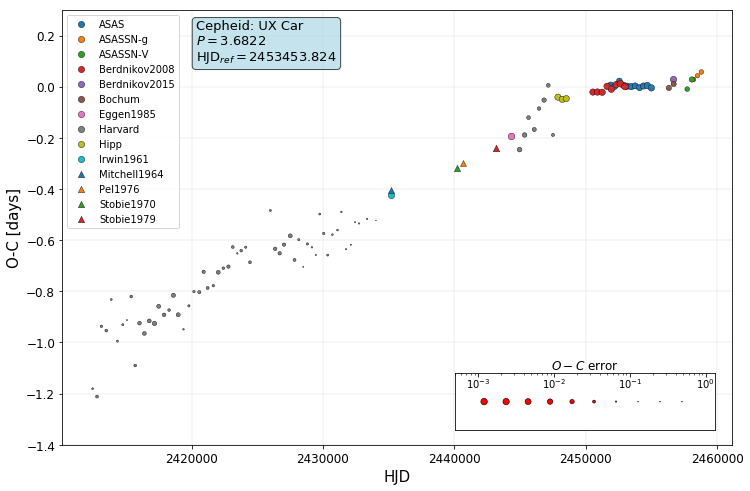 ASAS
ASASSN-g
ASASSN-V
Berdnikov2008
Berdnikov2015
Bochum
Eggen1985
Harvard
Hipp
Irwin1961
Mitchell1964
Pel1976
Stobie1970
Stobie1979
Cepheid: UX Car
P = 3.6822
HJD_ref = 2453453.824
0.2
0.0
−0.2
−0.4
−0.6
−0.8
−1.0
−1.2
−1.4
O-C [days]
O − C error
10⁻³ 10⁻² 10⁻¹ 10⁰
2420000 2430000 2440000 2450000 2460000
HJD